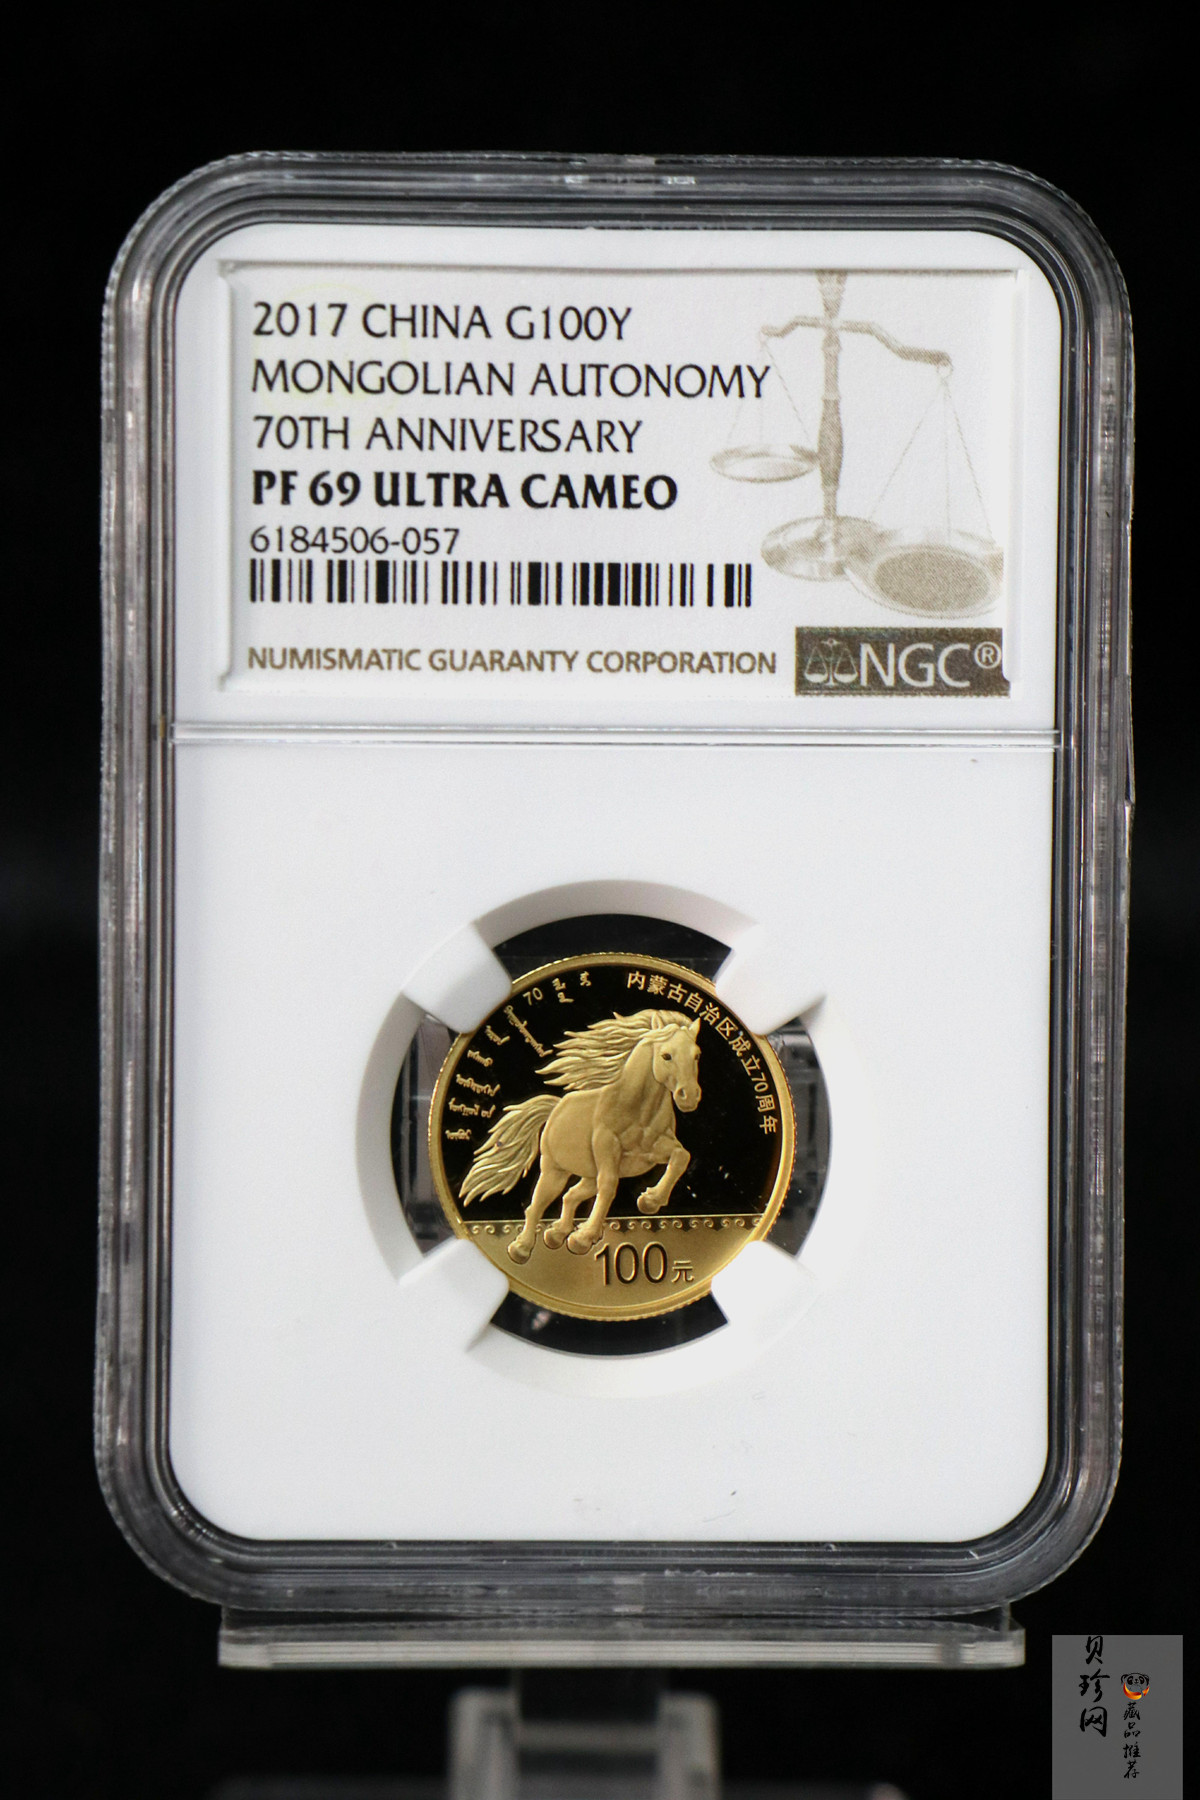 2017 CHINA G100Y
MONGOLIAN AUTONOMY
70TH ANNIVERSARY
PF 69 ULTRA CAMEO
6184506-057
NUMISMATIC GUARANTY CORPORATION
NGC®
70
内蒙古自治区成立70周年
100元
贝珍网
藏品推荐